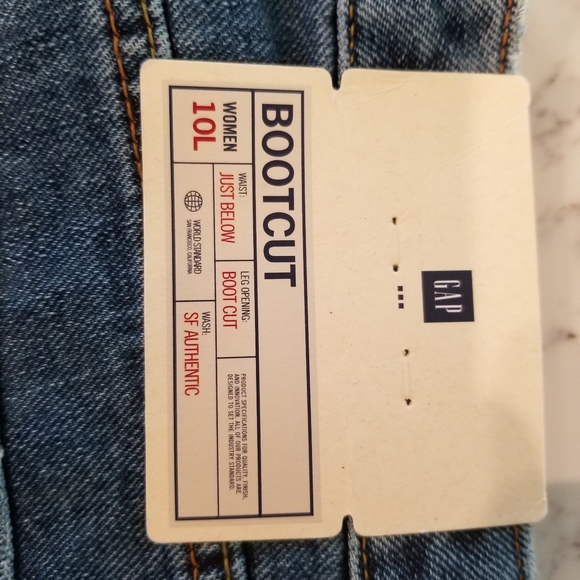 GAP
BOOTCUT
WOMEN
10L
WAIST:
JUST BELOW
LEG OPENING:
BOOT CUT
PRODUCT SPECIFICATIONS FOR QUALITY, FINISH,
AND INNOVATION. ALL OF OUR PRODUCTS ARE
DESIGNED TO SET THE INDUSTRY STANDARD.
WORLD STANDARD
SAN FRANCISCO, CALIFORNIA
WASH:
SF AUTHENTIC